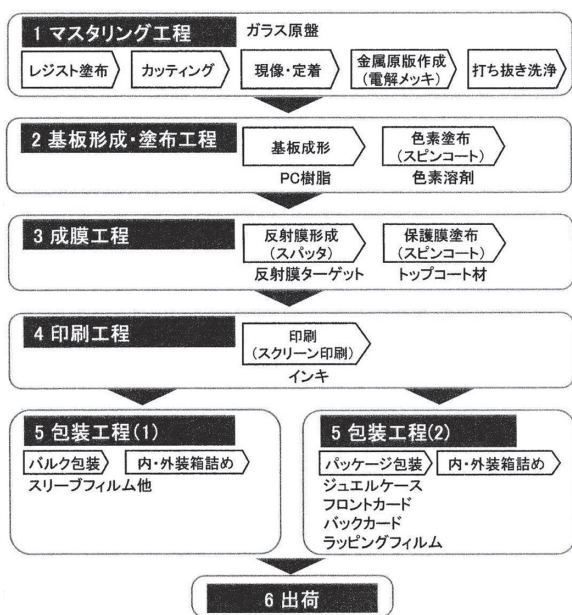 1 マスタリング工程
ガラス原盤
レジスト塗布
カッティング
現像・定着
金属原版作成
(電解メッキ)
打ち抜き洗浄
2 基板形成・塗布工程
基板成形
PC樹脂
色素塗布
(スピンコート)
色素溶剤
3 成膜工程
反射膜形成
(スパッタ)
反射膜ターゲット
保護膜塗布
(スピンコート)
トップコート材
4 印刷工程
印刷
(スクリーン印刷)
インキ
5 包装工程(1)
バルク包装
内・外装箱詰め
スリーブフィルム他
5 包装工程(2)
パッケージ包装
内・外装箱詰め
ジュエルケース
フロントカード
バックカード
ラッピングフィルム
6 出荷